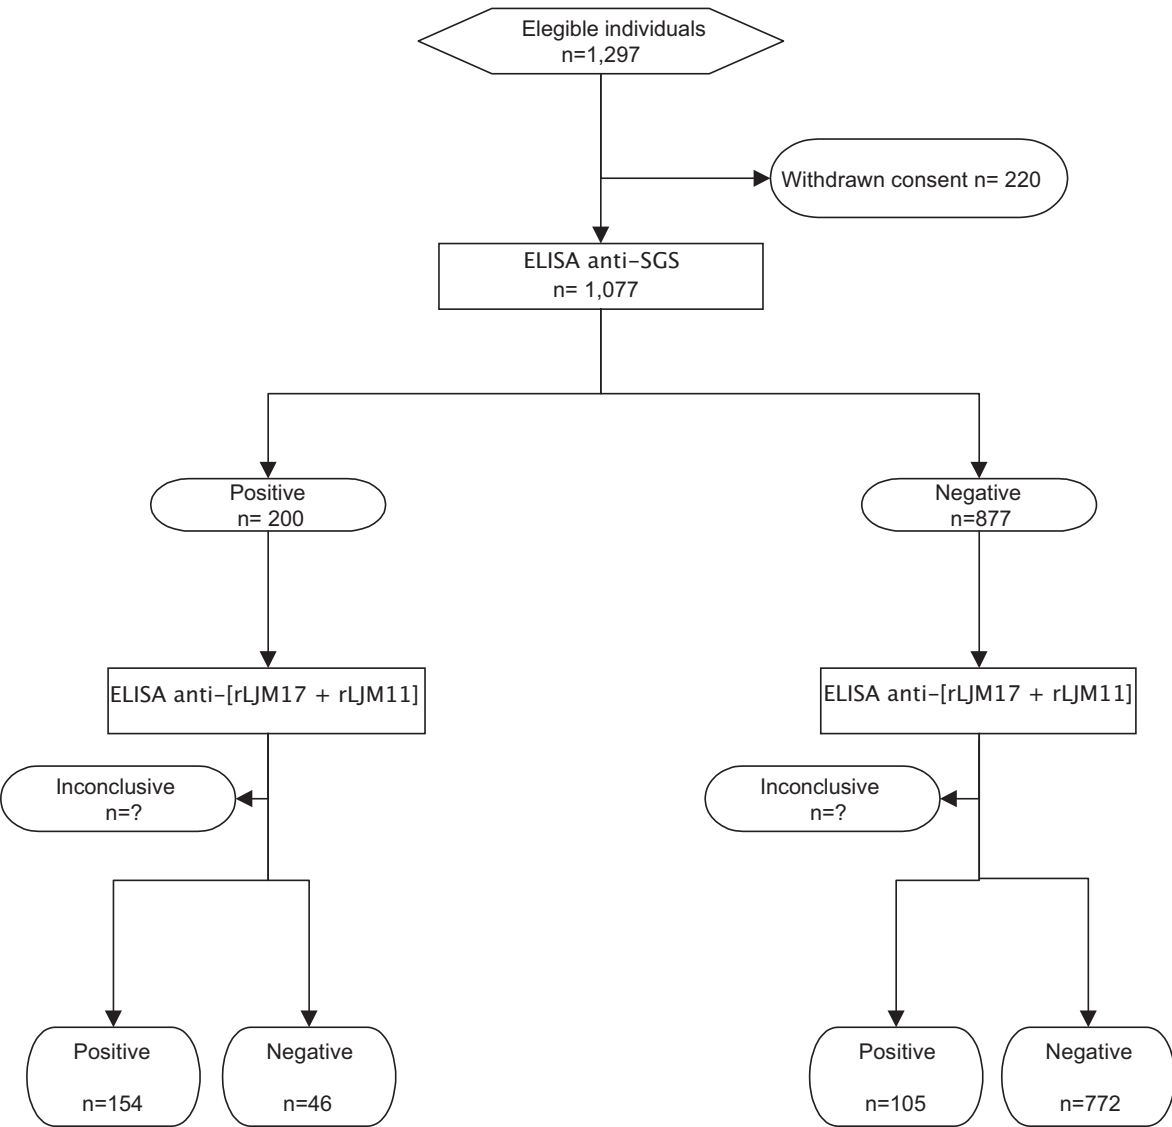 Elegible individuals
n=1,297
Withdrawn consent n= 220
ELISA anti-SGS
n= 1,077
Positive
n= 200
Negative
n=877
ELISA anti-[rLJM17 + rLJM11]
ELISA anti-[rLJM17 + rLJM11]
Inconclusive
n=?
Inconclusive
n=?
Positive
n=154
Negative
n=46
Positive
n=105
Negative
n=772